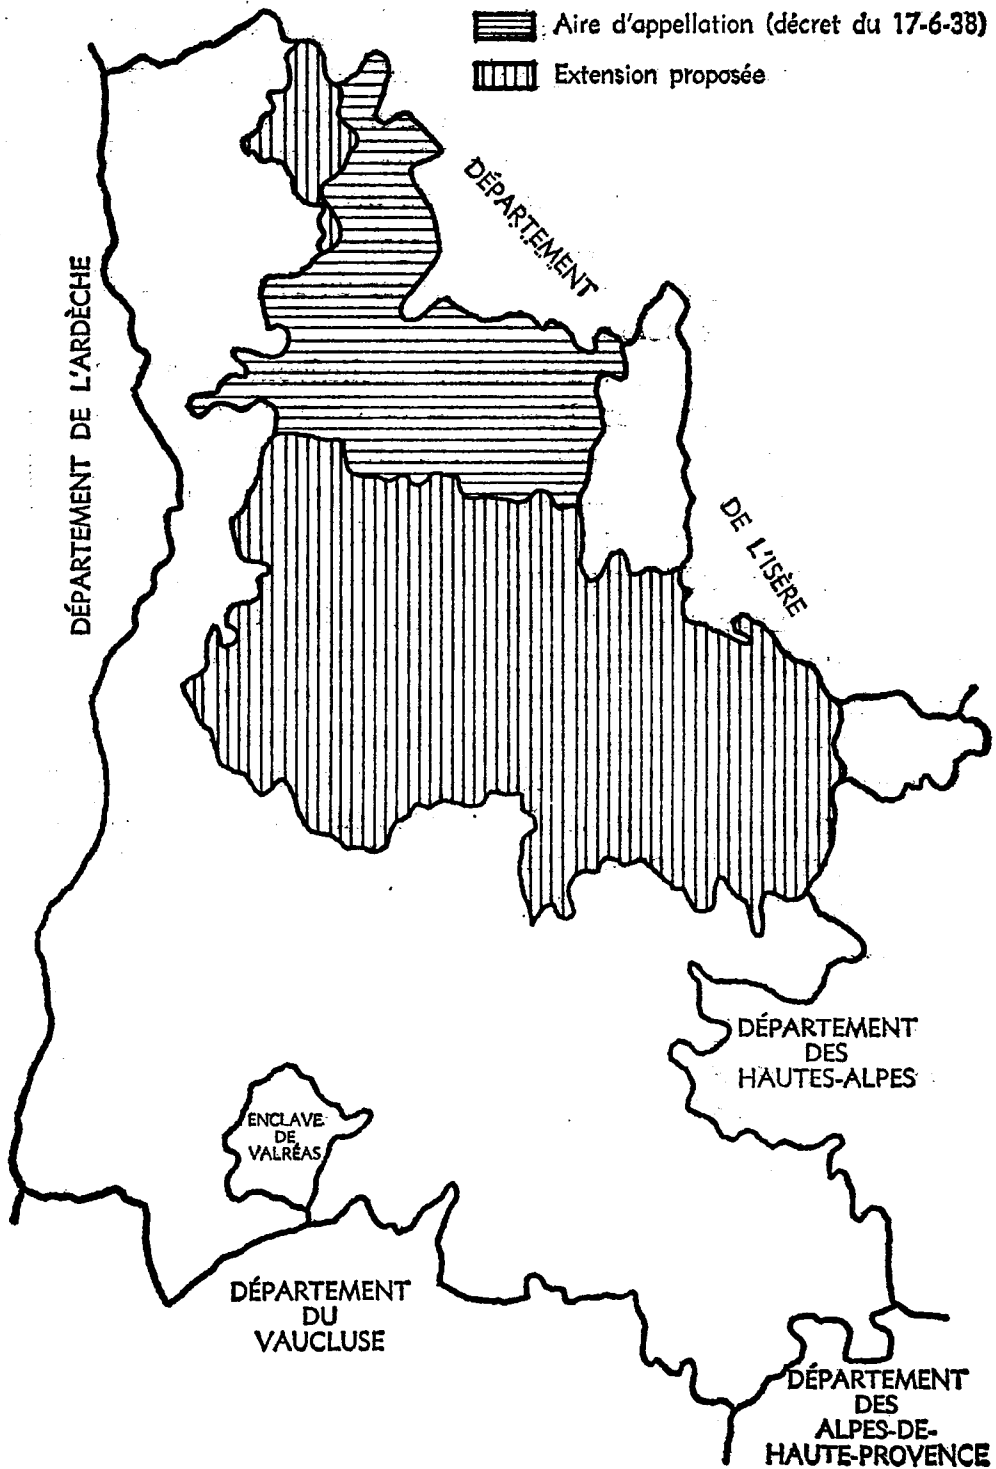 Aire d'appellation (décret du 17-6-38)
Extension proposée
DÉPARTEMENT
DE L'ISÈRE
DÉPARTEMENT DE L'ARDÈCHE
DÉPARTEMENT
DES
HAUTES-ALPES
ENCLAVE
DE
VALRÉAS
DÉPARTEMENT
DU
VAUCLUSE
DÉPARTEMENT
DES
ALPES-DE-
HAUTE-PROVENCE